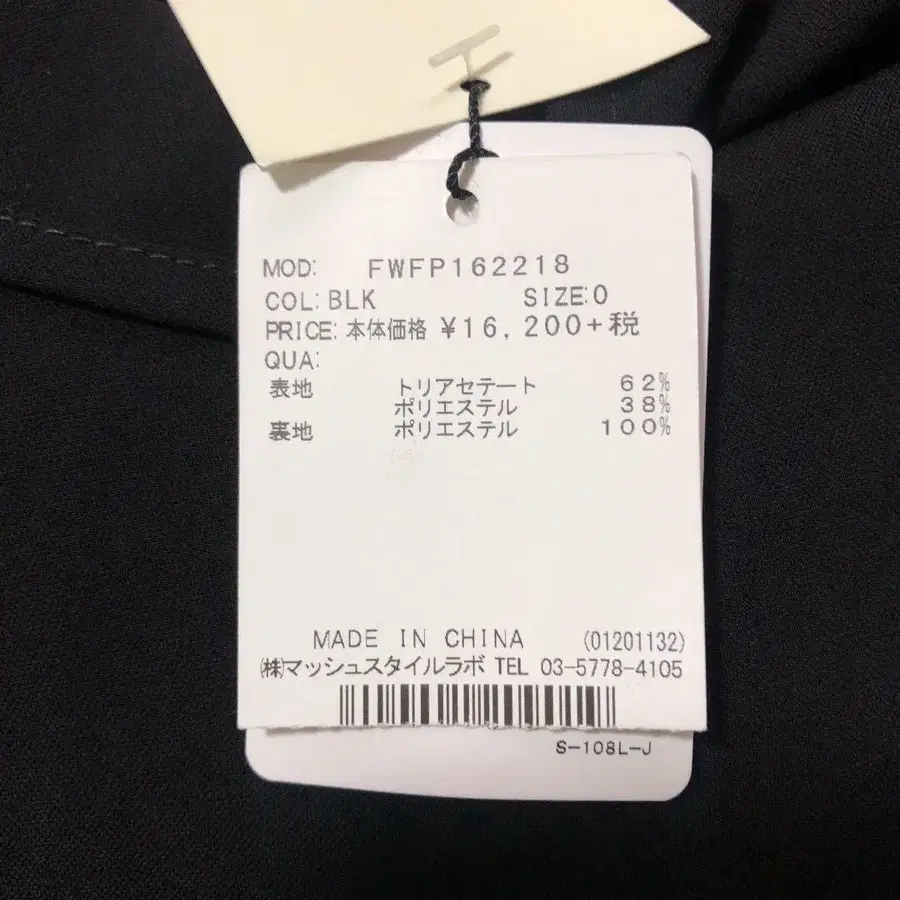 MOD: FWFP162218
COL:BLK SIZE:0
PRICE:本体価格 ¥16,200+税
QUA:
表地 トリアセテート 62%
ポリエステル 38%
裏地 ポリエステル 100%
MADE IN CHINA (01201132)
(株)マッシュスタイルラボ TEL 03-5778-4105
S-108L-J